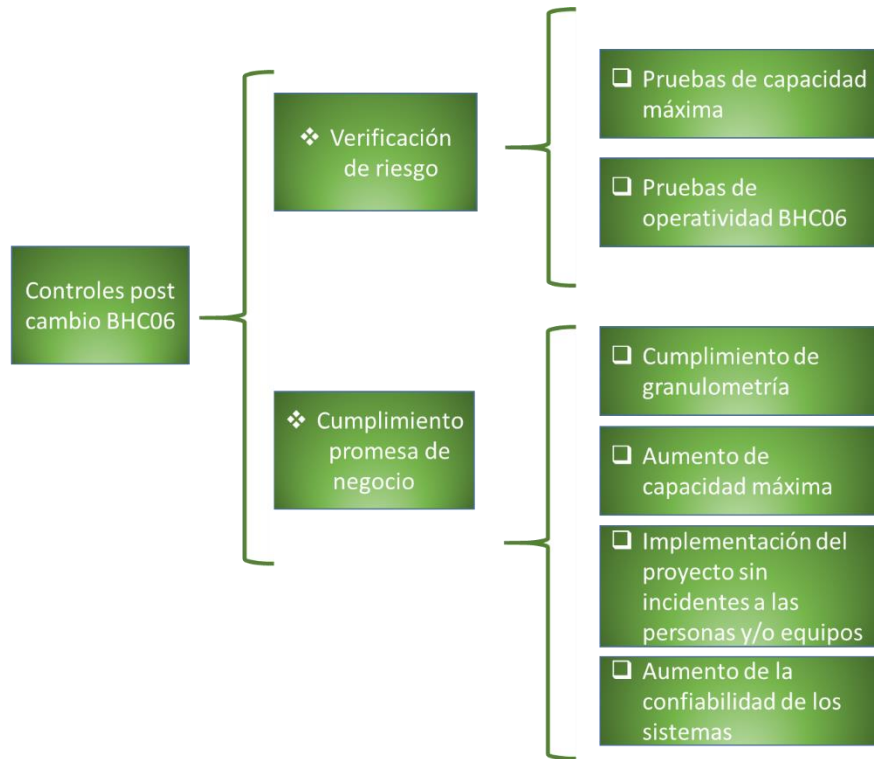 Controles post
cambio BHC06
❖ Verificación
de riesgo
❑ Pruebas de capacidad
máxima
❑ Pruebas de
operatividad BHC06
❖ Cumplimiento
promesa de
negocio
❑ Cumplimiento de
granulometría
❑ Aumento de
capacidad máxima
❑ Implementación del
proyecto sin
incidentes a las
personas y/o equipos
❑ Aumento de la
confiabilidad de los
sistemas